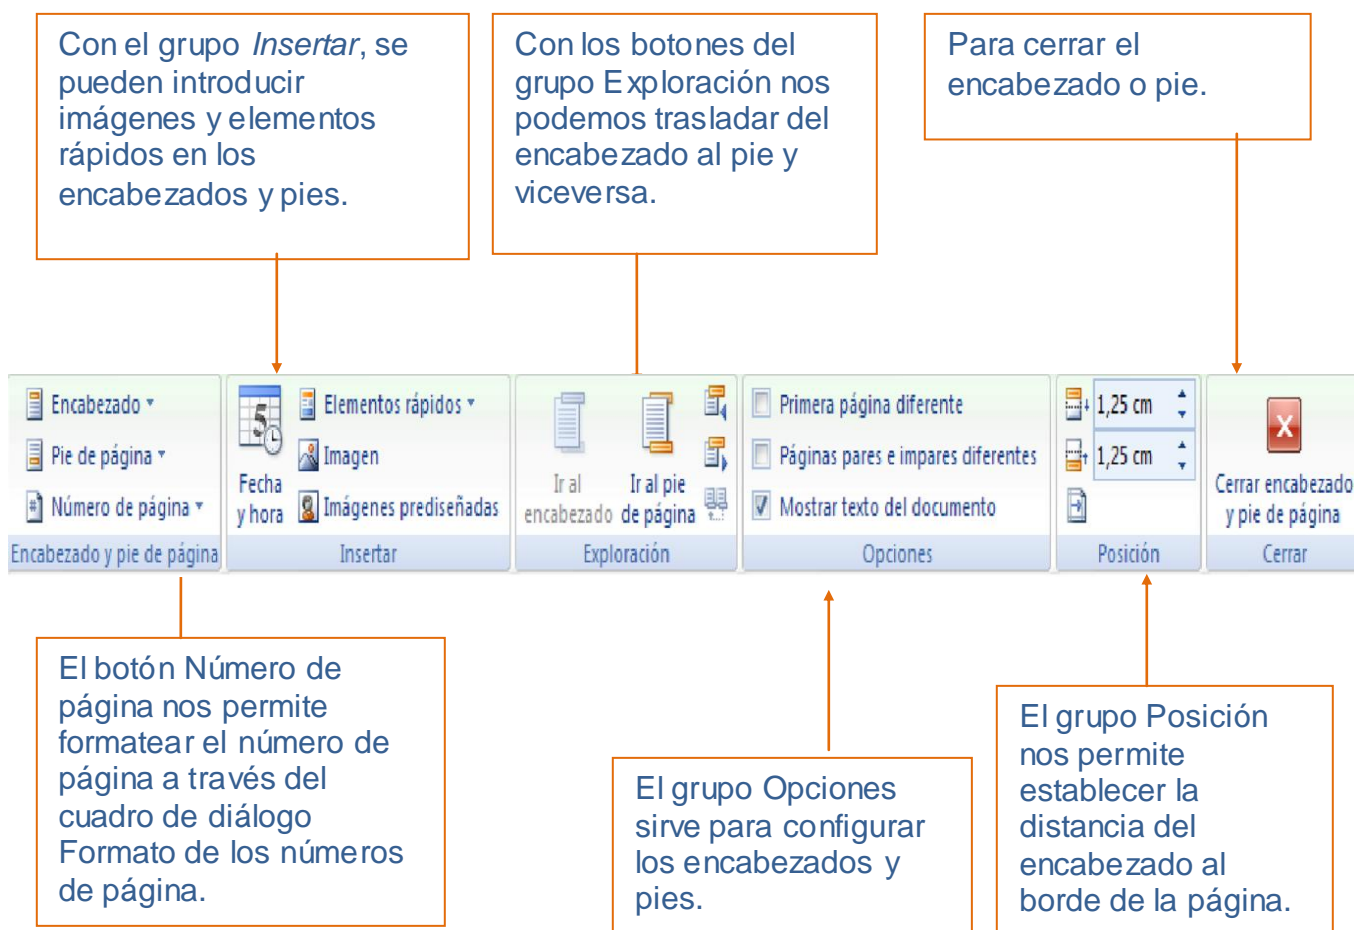 Con el grupo Insertar, se
pueden introducir
imágenes y elementos
rápidos en los
encabezados y pies.
Con los botones del
grupo Exploración nos
podemos trasladar del
encabezado al pie y
viceversa.
Para cerrar el
encabezado o pie.
Encabezado
Pie de página
Número de página
Encabezado y pie de página
5
Fecha
y hora
Elementos rápidos
Imagen
Imágenes prediseñadas
Insertar
Ir al
encabezado
Ir al pie
de página
Exploración
Primera página diferente
Páginas pares e impares diferentes
Mostrar texto del documento
Opciones
1,25 cm
1,25 cm
Posición
X
Cerrar encabezado
y pie de página
Cerrar
El botón Número de
página nos permite
formatear el número de
página a través del
cuadro de diálogo
Formato de los números
de página.
El grupo Opciones
sirve para configurar
los encabezados y
pies.
El grupo Posición
nos permite
establecer la
distancia del
encabezado al
borde de la página.